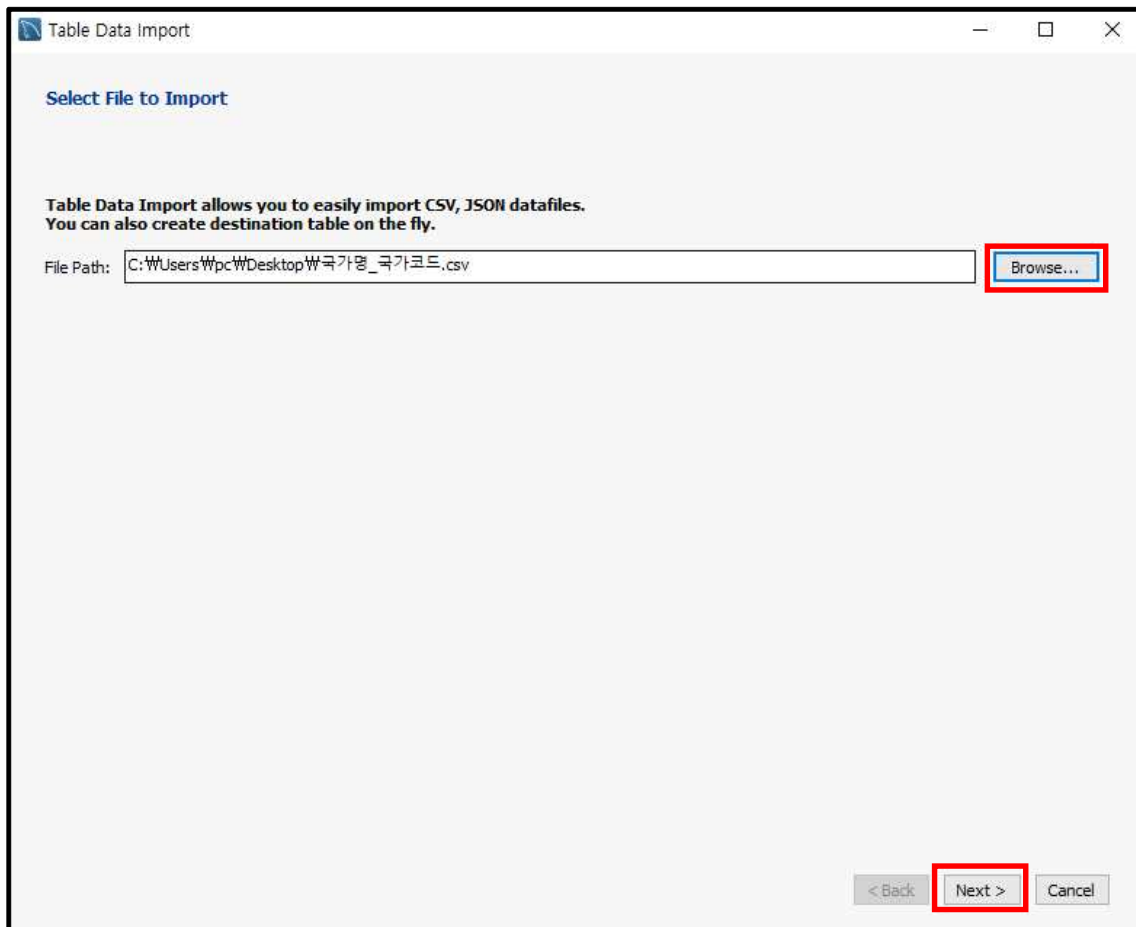 Table Data Import
Select File to Import
Table Data Import allows you to easily import CSV, JSON datafiles.
You can also create destination table on the fly.
File Path: C:₩Users₩pc₩Desktop₩국가명_국가코드.csv Browse...
< Back Next > Cancel